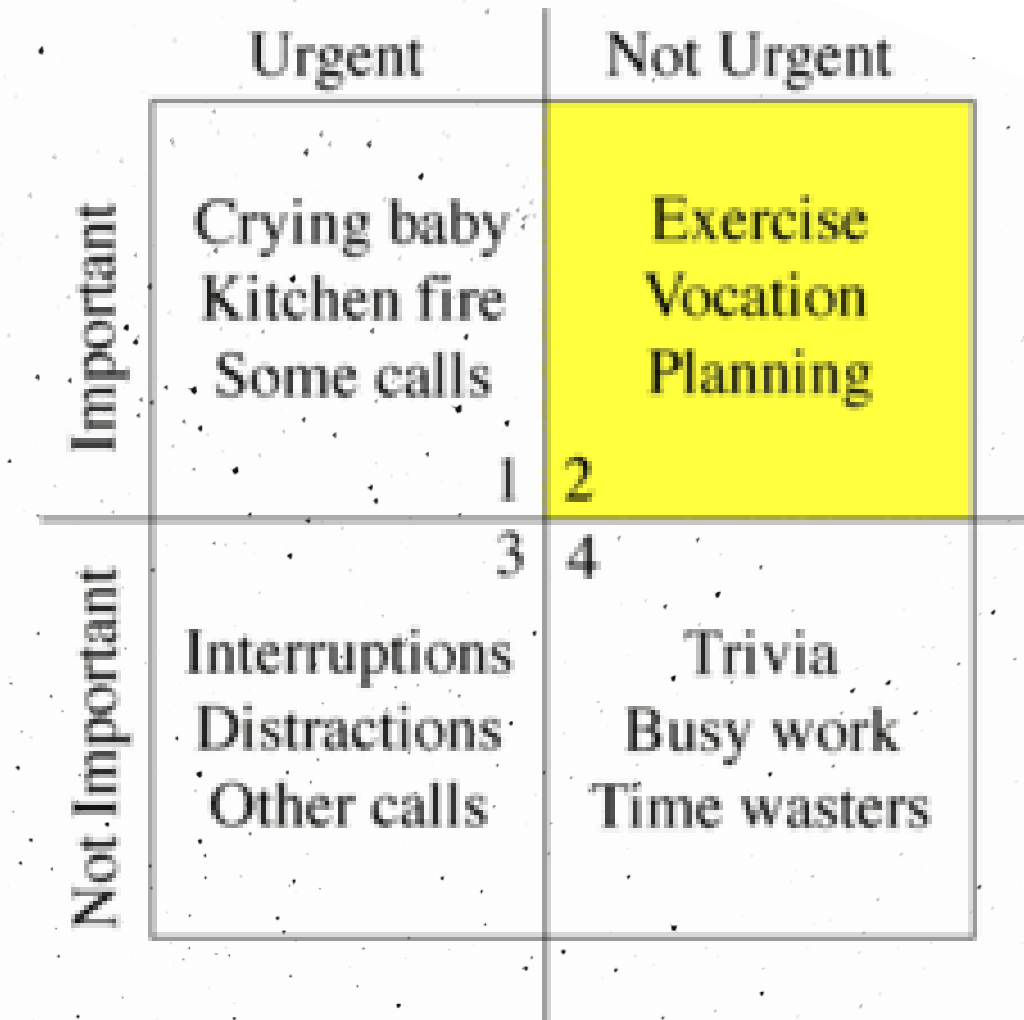 Urgent
Not Urgent
Important
Crying baby
Kitchen fire
Some calls
1
Exercise
Vocation
Planning
2
Not Important
3
Interruptions
Distractions
Other calls
4
Trivia
Busy work
Time wasters